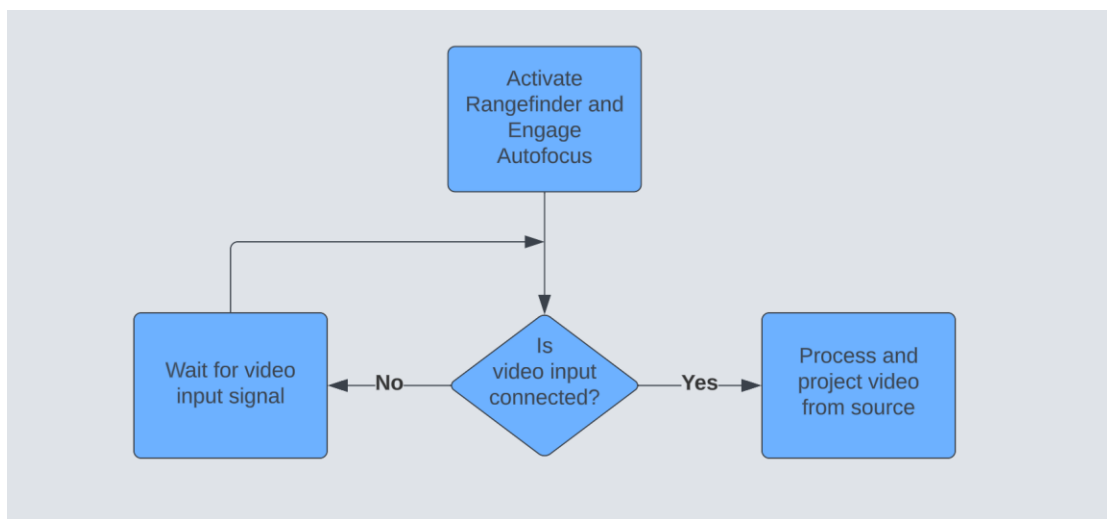 Activate
Rangefinder and
Engage
Autofocus
Is
video input
connected?
No
Wait for video
input signal
Yes
Process and
project video
from source